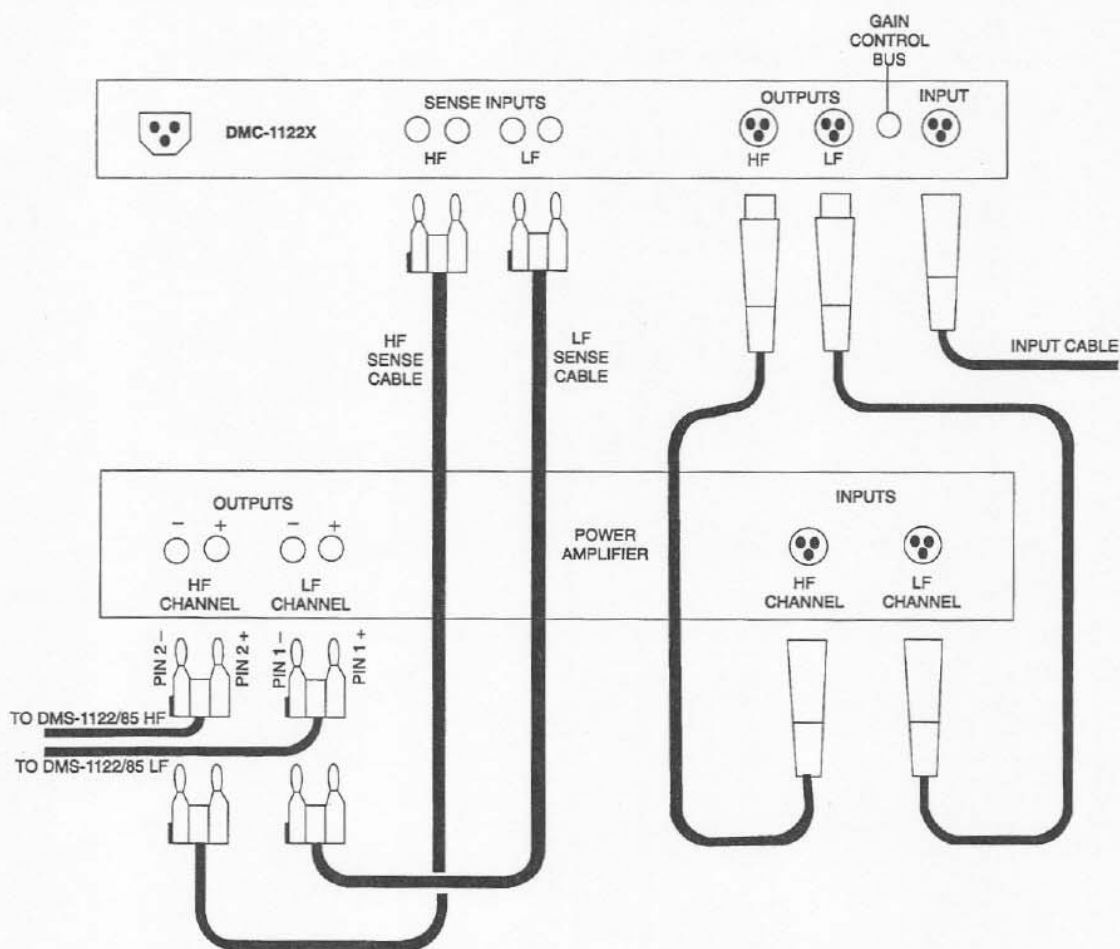 GAIN
CONTROL
BUS
SENSE INPUTS
OUTPUTS
INPUT
DMC-1122X
HF
LF
HF
LF
HF
SENSE
CABLE
LF
SENSE
CABLE
INPUT CABLE
OUTPUTS
INPUTS
− + − +
POWER
AMPLIFIER
HF
CHANNEL
LF
CHANNEL
HF
CHANNEL
LF
CHANNEL
PIN 2 −
PIN 2 +
PIN 1 −
PIN 1 +
TO DMS-1122/85 HF
TO DMS-1122/85 LF